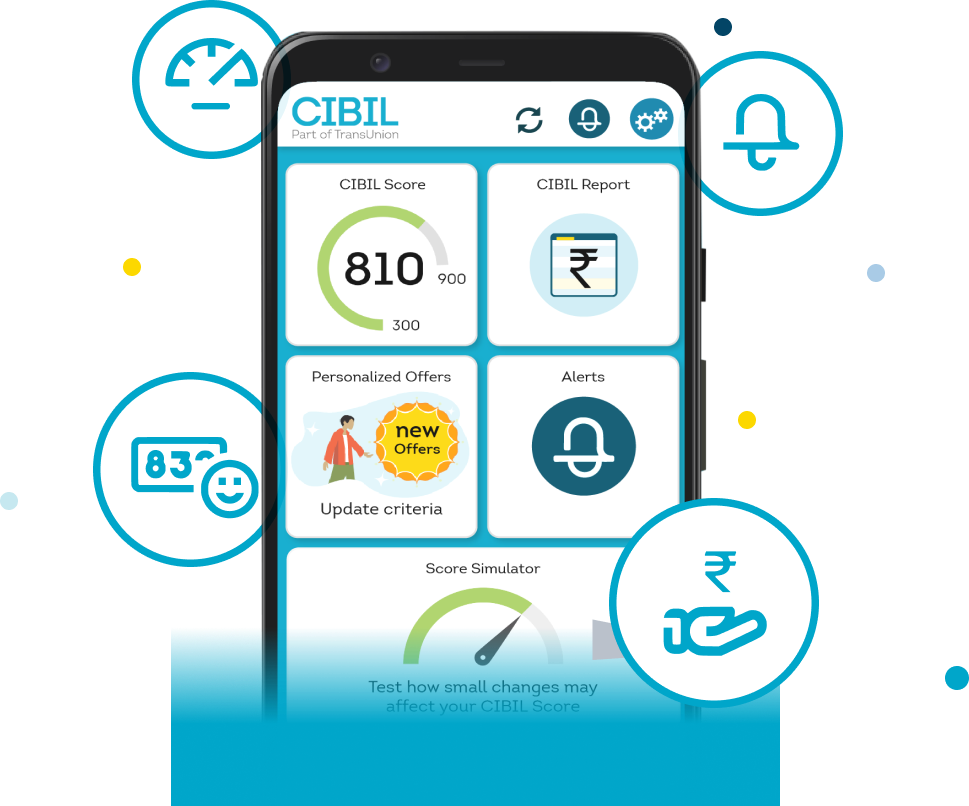 CIBIL
Part of TransUnion
CIBIL Score
810
900
300
CIBIL Report
₹
Personalized Offers
new
Offers
Update criteria
Alerts
83
₹
Score Simulator
Test how small changes may
affect your CIBIL Score